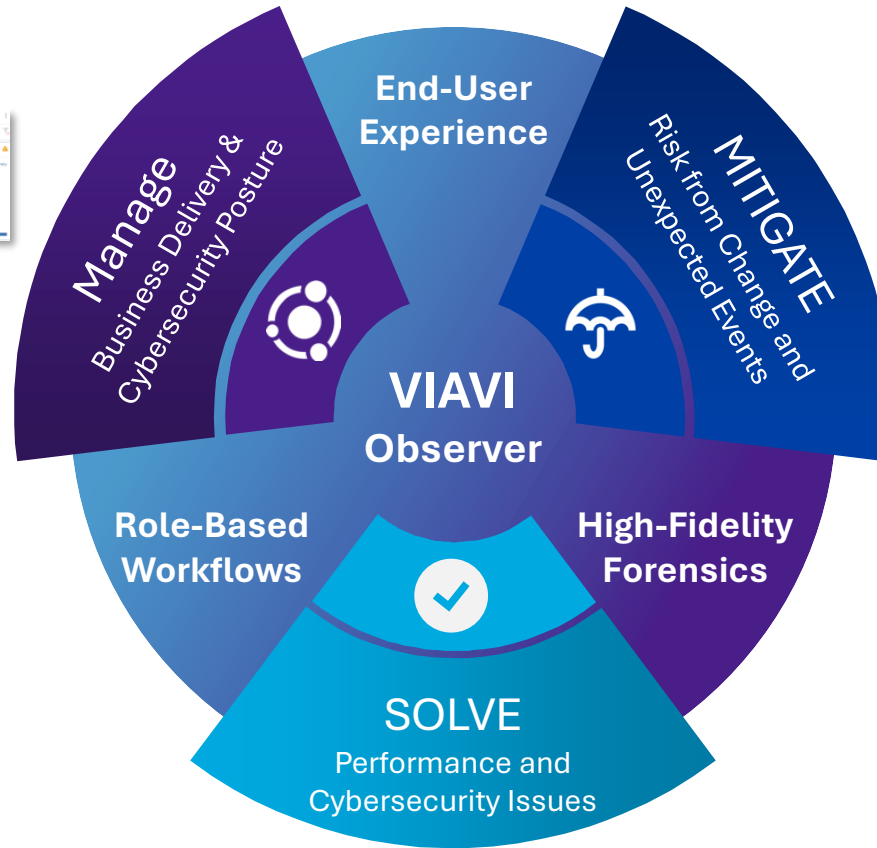 End-User
Experience
Manage
Business Delivery &
Cybersecurity Posture
MITIGATE
Risk from Change and
Unexpected Events
VIAVI
Observer
Role-Based
Workflows
High-Fidelity
Forensics
SOLVE
Performance and
Cybersecurity Issues